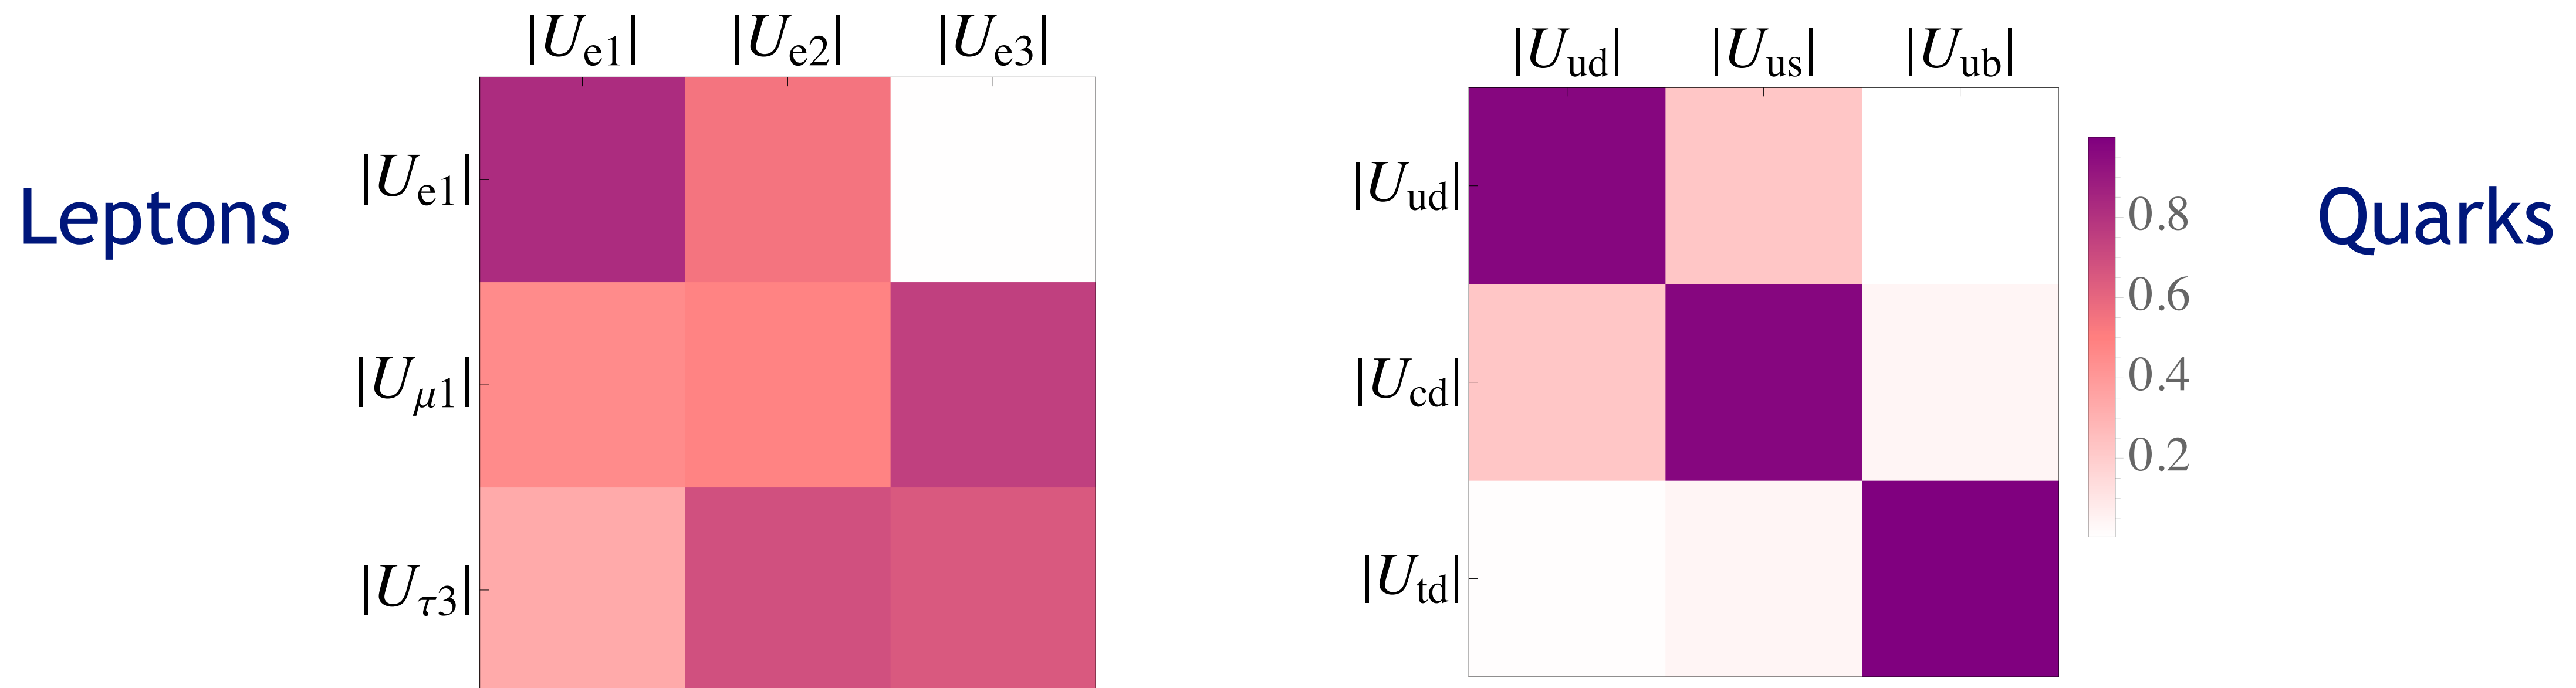 Leptons
|Ue1| |Ue2| |Ue3|
|Ue1|
|Uμ1|
|Uτ3|
|Uud| |Uus| |Uub|
|Uud|
|Ucd|
|Utd|
0.8
0.6
0.4
0.2
Quarks